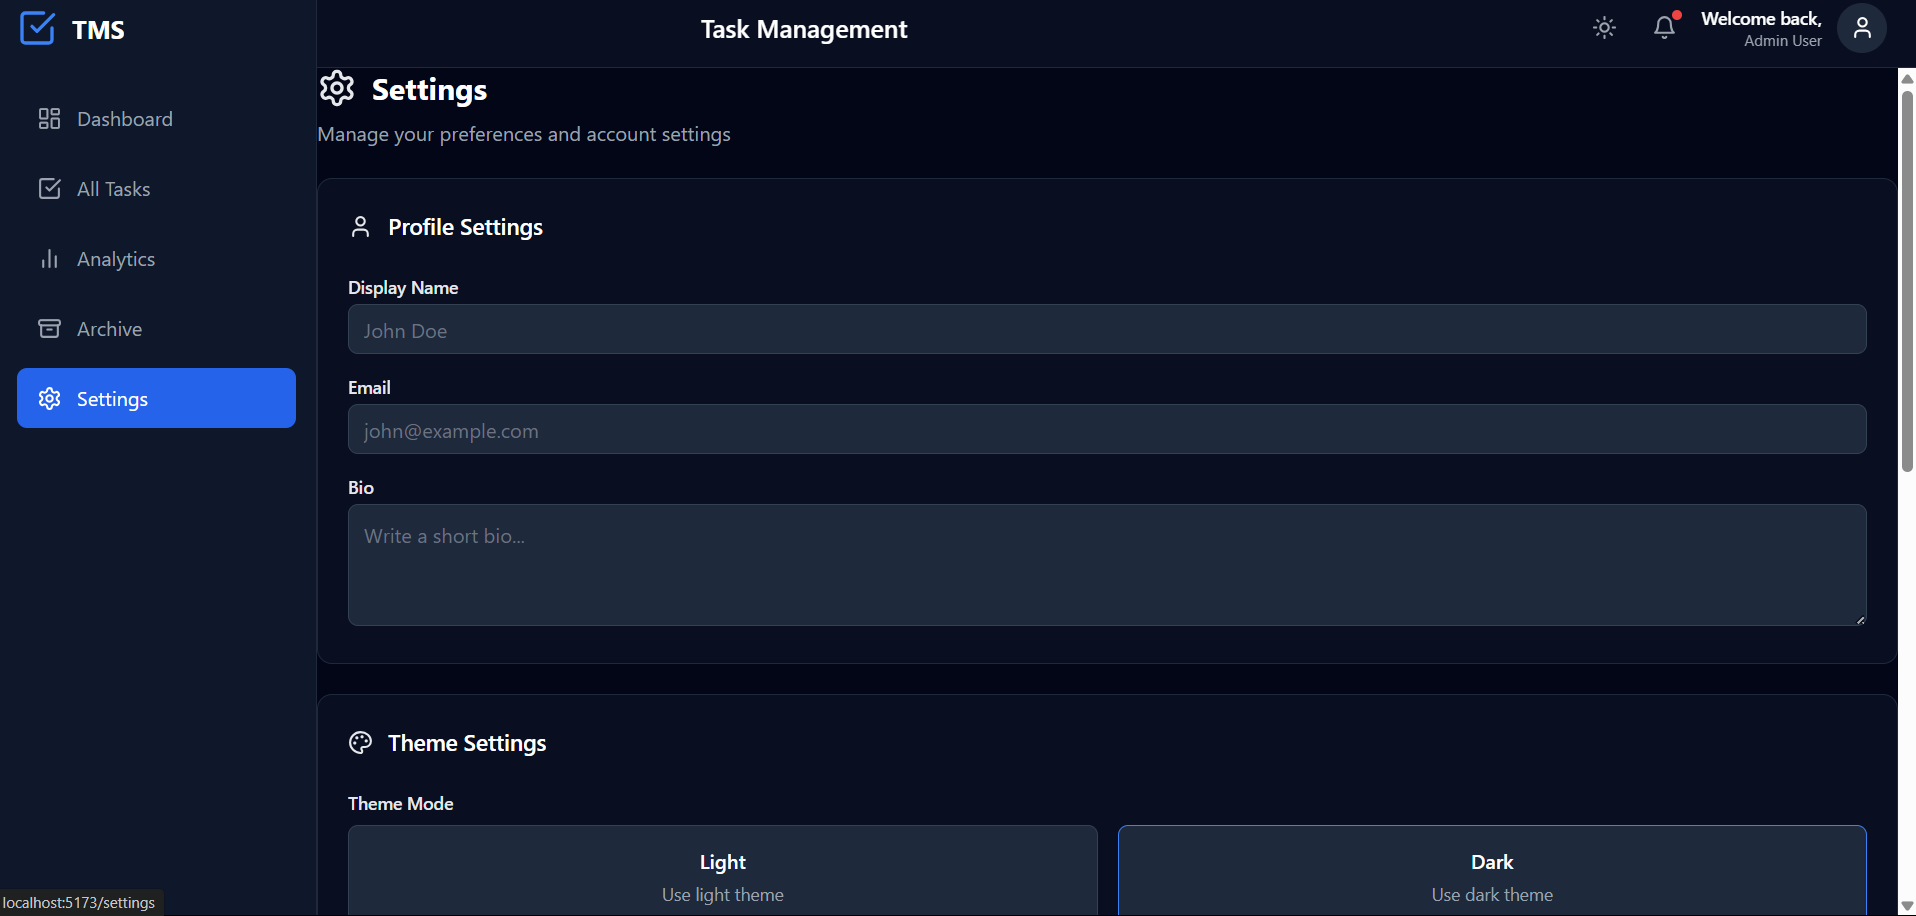 TMS
Task Management
Welcome back,
Admin User
Dashboard
All Tasks
Analytics
Archive
Settings
Settings
Manage your preferences and account settings
Profile Settings
Display Name
John Doe
Email
john@example.com
Bio
Write a short bio...
Theme Settings
Theme Mode
Light
Use light theme
Dark
Use dark theme
localhost:5173/settings